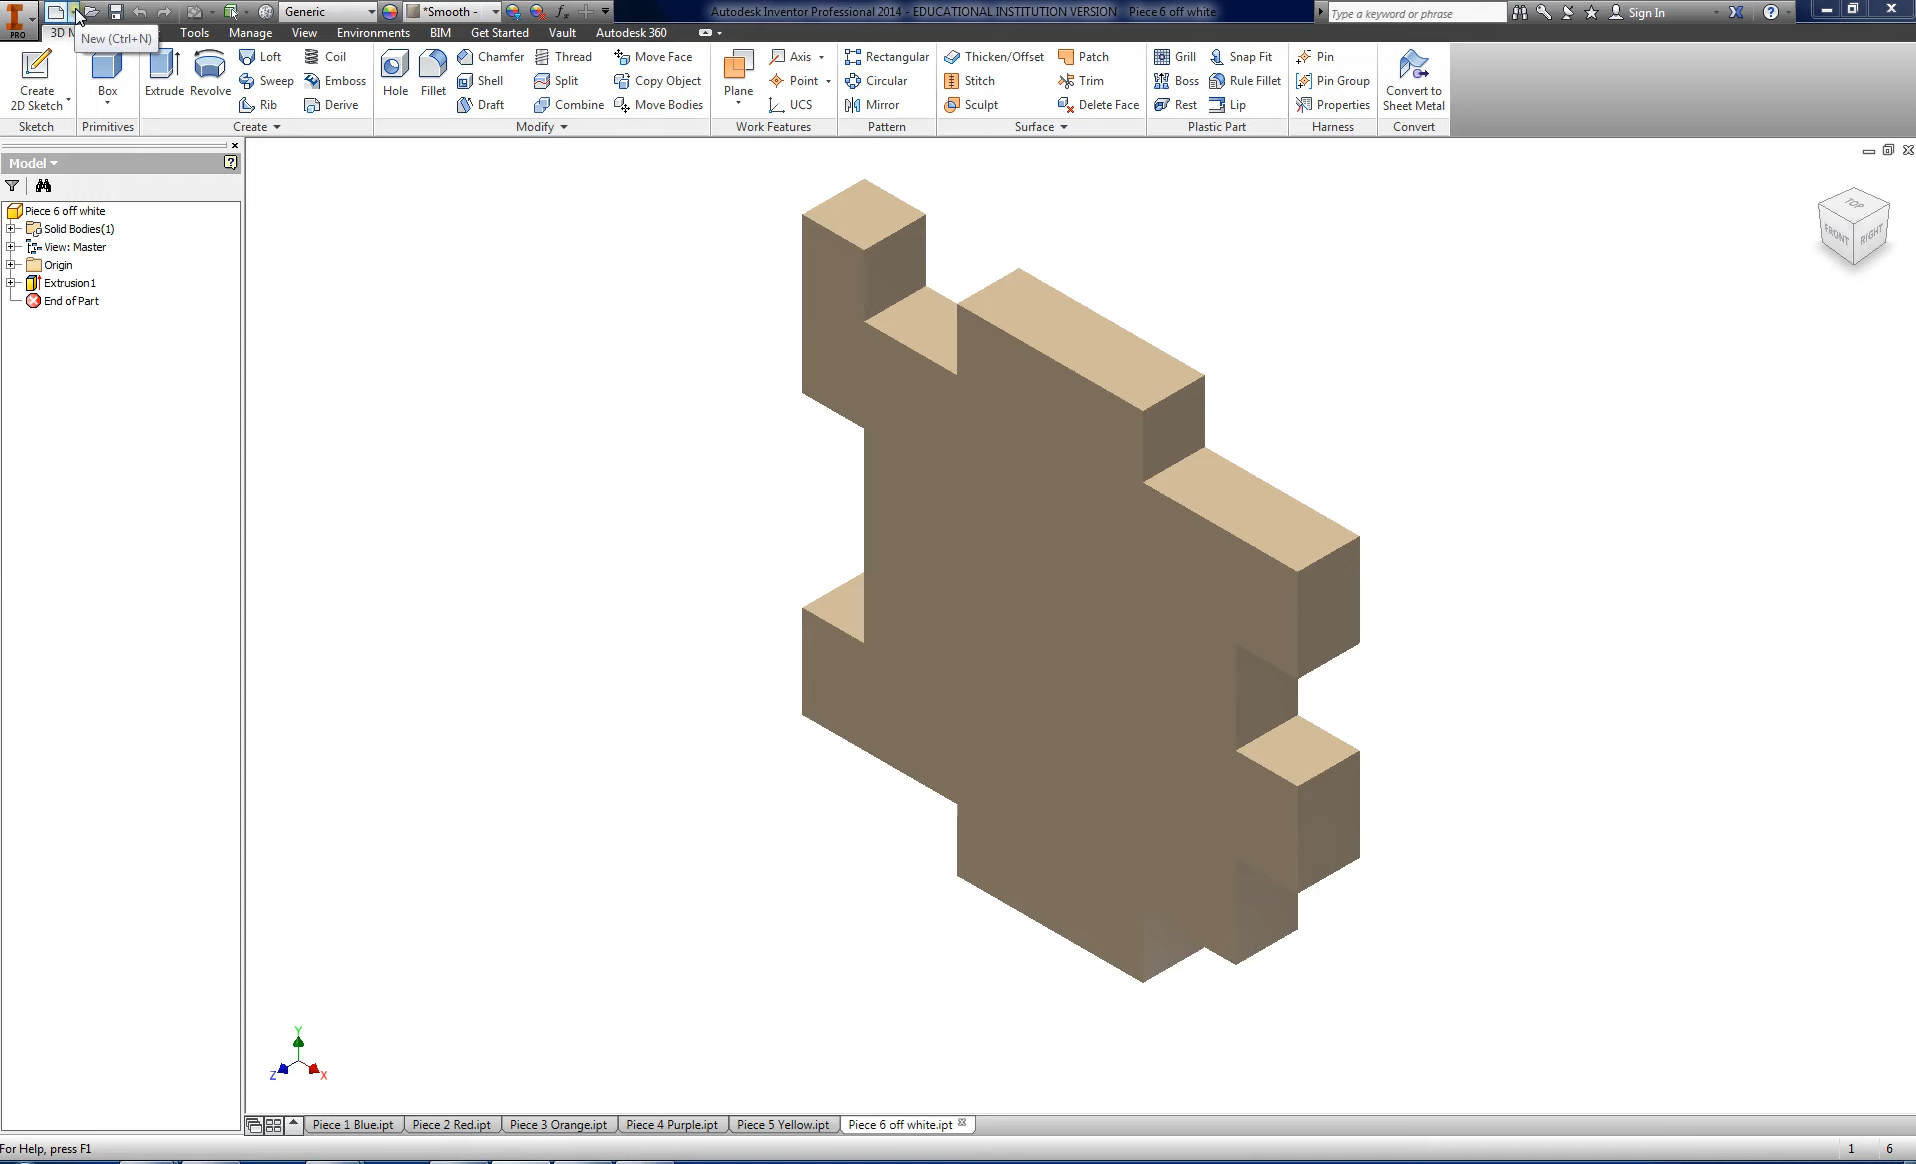 Generic
*Smooth -
fx
Autodesk Inventor Professional 2014 - EDUCATIONAL INSTITUTION VERSION Piece 6 off white
Type a keyword or phrase
Sign In
PRO
3D M
New (Ctrl+N)
Tools
Manage
View
Environments
BIM
Get Started
Vault
Autodesk 360
Create
2D Sketch
Box
Extrude
Revolve
Loft
Sweep
Rib
Coil
Emboss
Derive
Hole
Fillet
Chamfer
Shell
Draft
Thread
Split
Combine
Move Face
Copy Object
Move Bodies
Plane
Axis
Point
UCS
Rectangular
Circular
Mirror
Thicken/Offset
Stitch
Sculpt
Patch
Trim
Delete Face
Grill
Boss
Rest
Snap Fit
Rule Fillet
Lip
Pin
Pin Group
Properties
Convert to
Sheet Metal
Sketch
Primitives
Create
Modify
Work Features
Pattern
Surface
Plastic Part
Harness
Convert
Model
Piece 6 off white
Solid Bodies(1)
View: Master
Origin
Extrusion1
End of Part
TOP
FRONT
RIGHT
Y
Z
X
Piece 1 Blue.ipt
Piece 2 Red.ipt
Piece 3 Orange.ipt
Piece 4 Purple.ipt
Piece 5 Yellow.ipt
Piece 6 off white.ipt
For Help, press F1
1
6